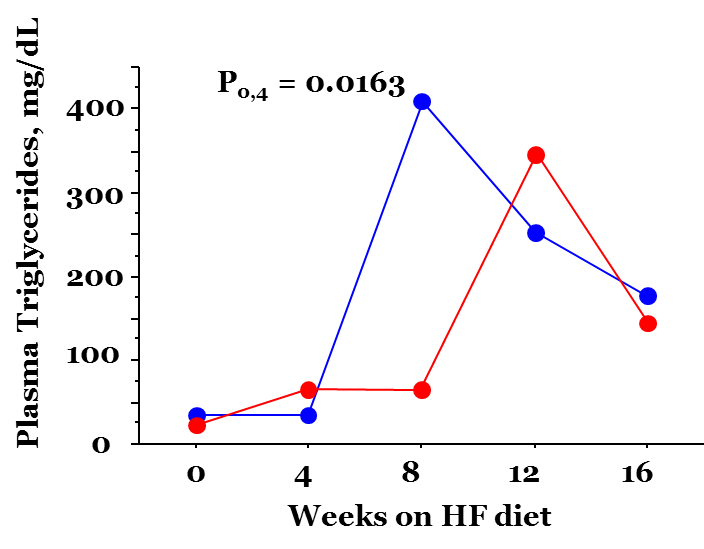 Plasma Triglycerides, mg/dL
P0,4 = 0.0163
400
300
200
100
0
0 4 8 12 16
Weeks on HF diet